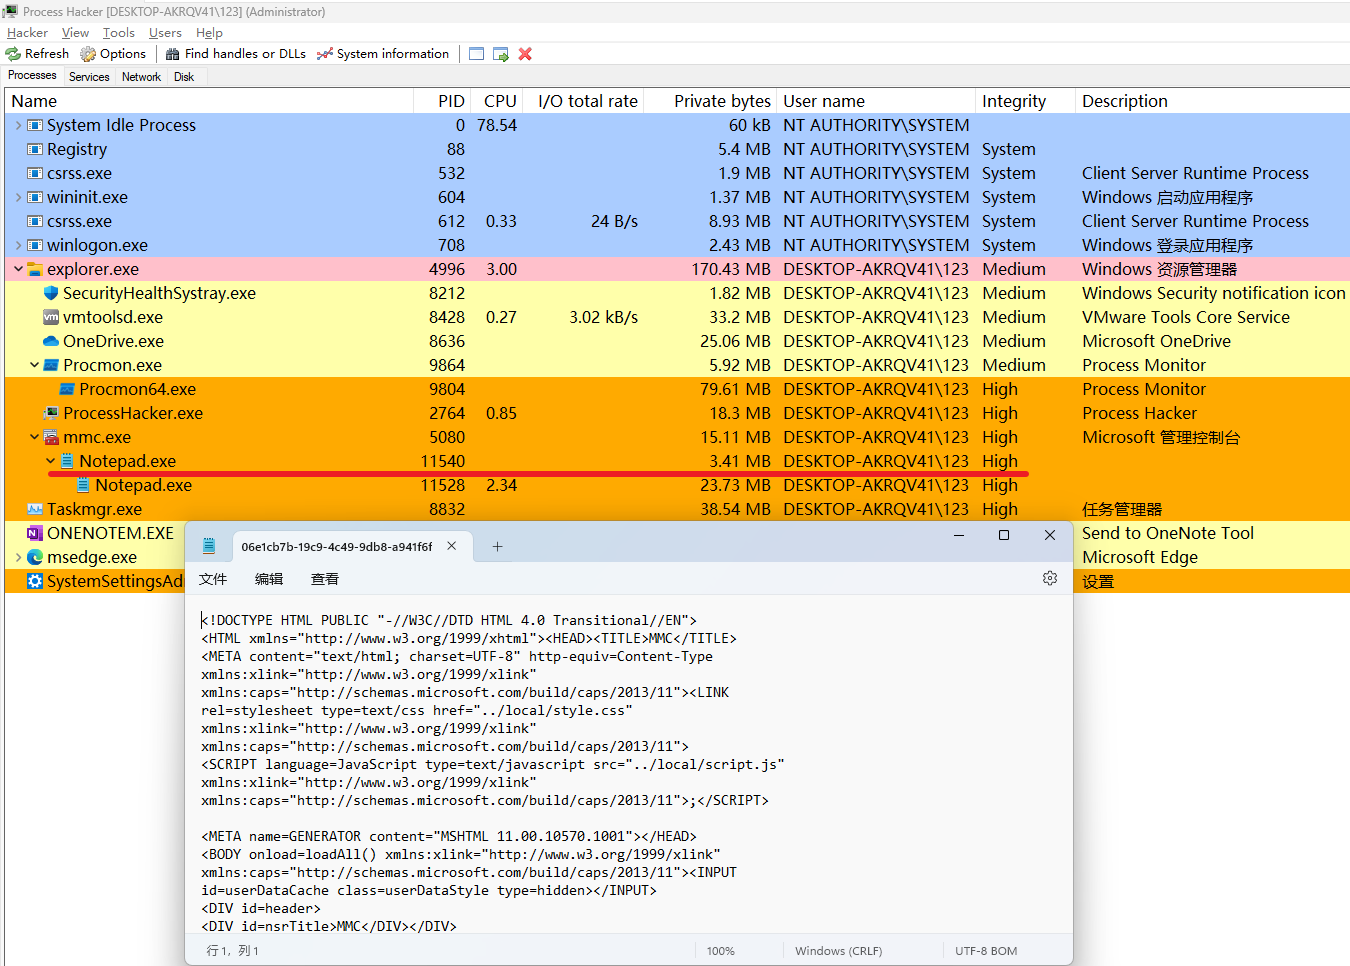 Process Hacker [DESKTOP-AKRQV41\123] (Administrator)
Hacker View Tools Users Help
Refresh Options Find handles or DLLs System information
Processes Services Network Disk
Name PID CPU I/O total rate Private bytes User name Integrity Description
System Idle Process 0 78.54 60 kB NT AUTHORITY\SYSTEM
Registry 88 5.4 MB NT AUTHORITY\SYSTEM System
csrss.exe 532 1.9 MB NT AUTHORITY\SYSTEM System Client Server Runtime Process
wininit.exe 604 1.37 MB NT AUTHORITY\SYSTEM System Windows 启动应用程序
csrss.exe 612 0.33 24 B/s 8.93 MB NT AUTHORITY\SYSTEM System Client Server Runtime Process
winlogon.exe 708 2.43 MB NT AUTHORITY\SYSTEM System Windows 登录应用程序
explorer.exe 4996 3.00 170.43 MB DESKTOP-AKRQV41\123 Medium Windows 资源管理器
SecurityHealthSystray.exe 8212 1.82 MB DESKTOP-AKRQV41\123 Medium Windows Security notification icon
vm vmtoolsd.exe 8428 0.27 3.02 kB/s 33.2 MB DESKTOP-AKRQV41\123 Medium VMware Tools Core Service
OneDrive.exe 8636 25.06 MB DESKTOP-AKRQV41\123 Medium Microsoft OneDrive
Procmon.exe 9864 5.92 MB DESKTOP-AKRQV41\123 Medium Process Monitor
Procmon64.exe 9804 79.61 MB DESKTOP-AKRQV41\123 High Process Monitor
ProcessHacker.exe 2764 0.85 18.3 MB DESKTOP-AKRQV41\123 High Process Hacker
mmc.exe 5080 15.11 MB DESKTOP-AKRQV41\123 High Microsoft 管理控制台
Notepad.exe 11540 3.41 MB DESKTOP-AKRQV41\123 High
Notepad.exe 11528 2.34 23.73 MB DESKTOP-AKRQV41\123 High
Taskmgr.exe 8832 38.54 MB DESKTOP-AKRQV41\123 High 任务管理器
N ONENOTEM.EXE Send to OneNote Tool
msedge.exe Microsoft Edge
SystemSettingsAd 设置
06e1cb7b-19c9-4c49-9db8-a941f6f
文件 编辑 查看
<!DOCTYPE HTML PUBLIC "-//W3C//DTD HTML 4.0 Transitional//EN">
<HTML xmlns="http://www.w3.org/1999/xhtml"><HEAD><TITLE>MMC</TITLE>
<META content="text/html; charset=UTF-8" http-equiv=Content-Type
xmlns:xlink="http://www.w3.org/1999/xlink"
xmlns:caps="http://schemas.microsoft.com/build/caps/2013/11"><LINK
rel=stylesheet type=text/css href="../local/style.css"
xmlns:xlink="http://www.w3.org/1999/xlink"
xmlns:caps="http://schemas.microsoft.com/build/caps/2013/11">
<SCRIPT language=JavaScript type=text/javascript src="../local/script.js"
xmlns:xlink="http://www.w3.org/1999/xlink"
xmlns:caps="http://schemas.microsoft.com/build/caps/2013/11">;</SCRIPT>
<META name=GENERATOR content="MSHTML 11.00.10570.1001"></HEAD>
<BODY onload=loadAll() xmlns:xlink="http://www.w3.org/1999/xlink"
xmlns:caps="http://schemas.microsoft.com/build/caps/2013/11"><INPUT
id=userDataCache class=userDataStyle type=hidden></INPUT>
<DIV id=header>
<DIV id=nsrTitle>MMC</DIV></DIV>
行 1, 列 1 100% Windows (CRLF) UTF-8 BOM